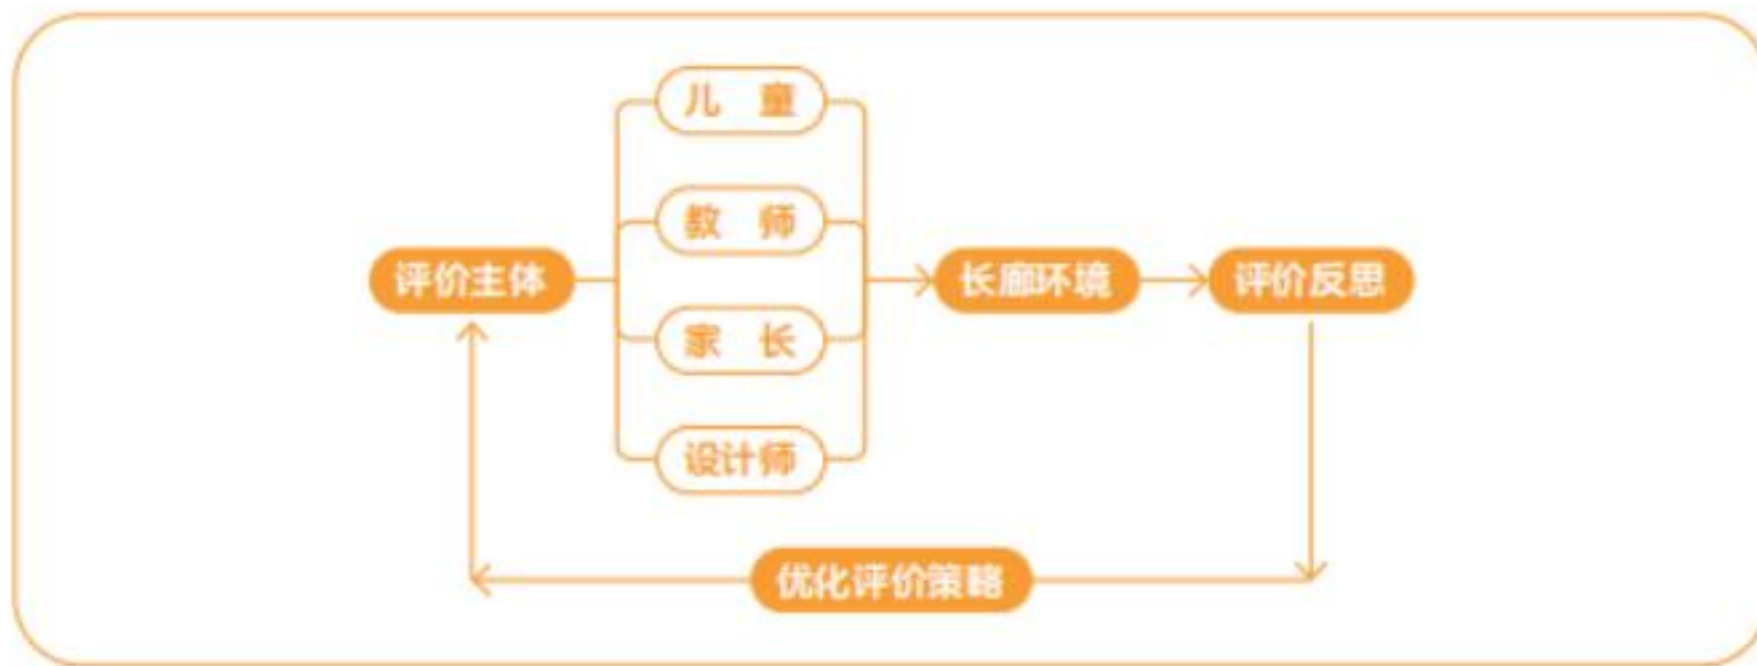 儿 童
教 师
评价主体
长廊环境
评价反思
家 长
设计师
优化评价策略